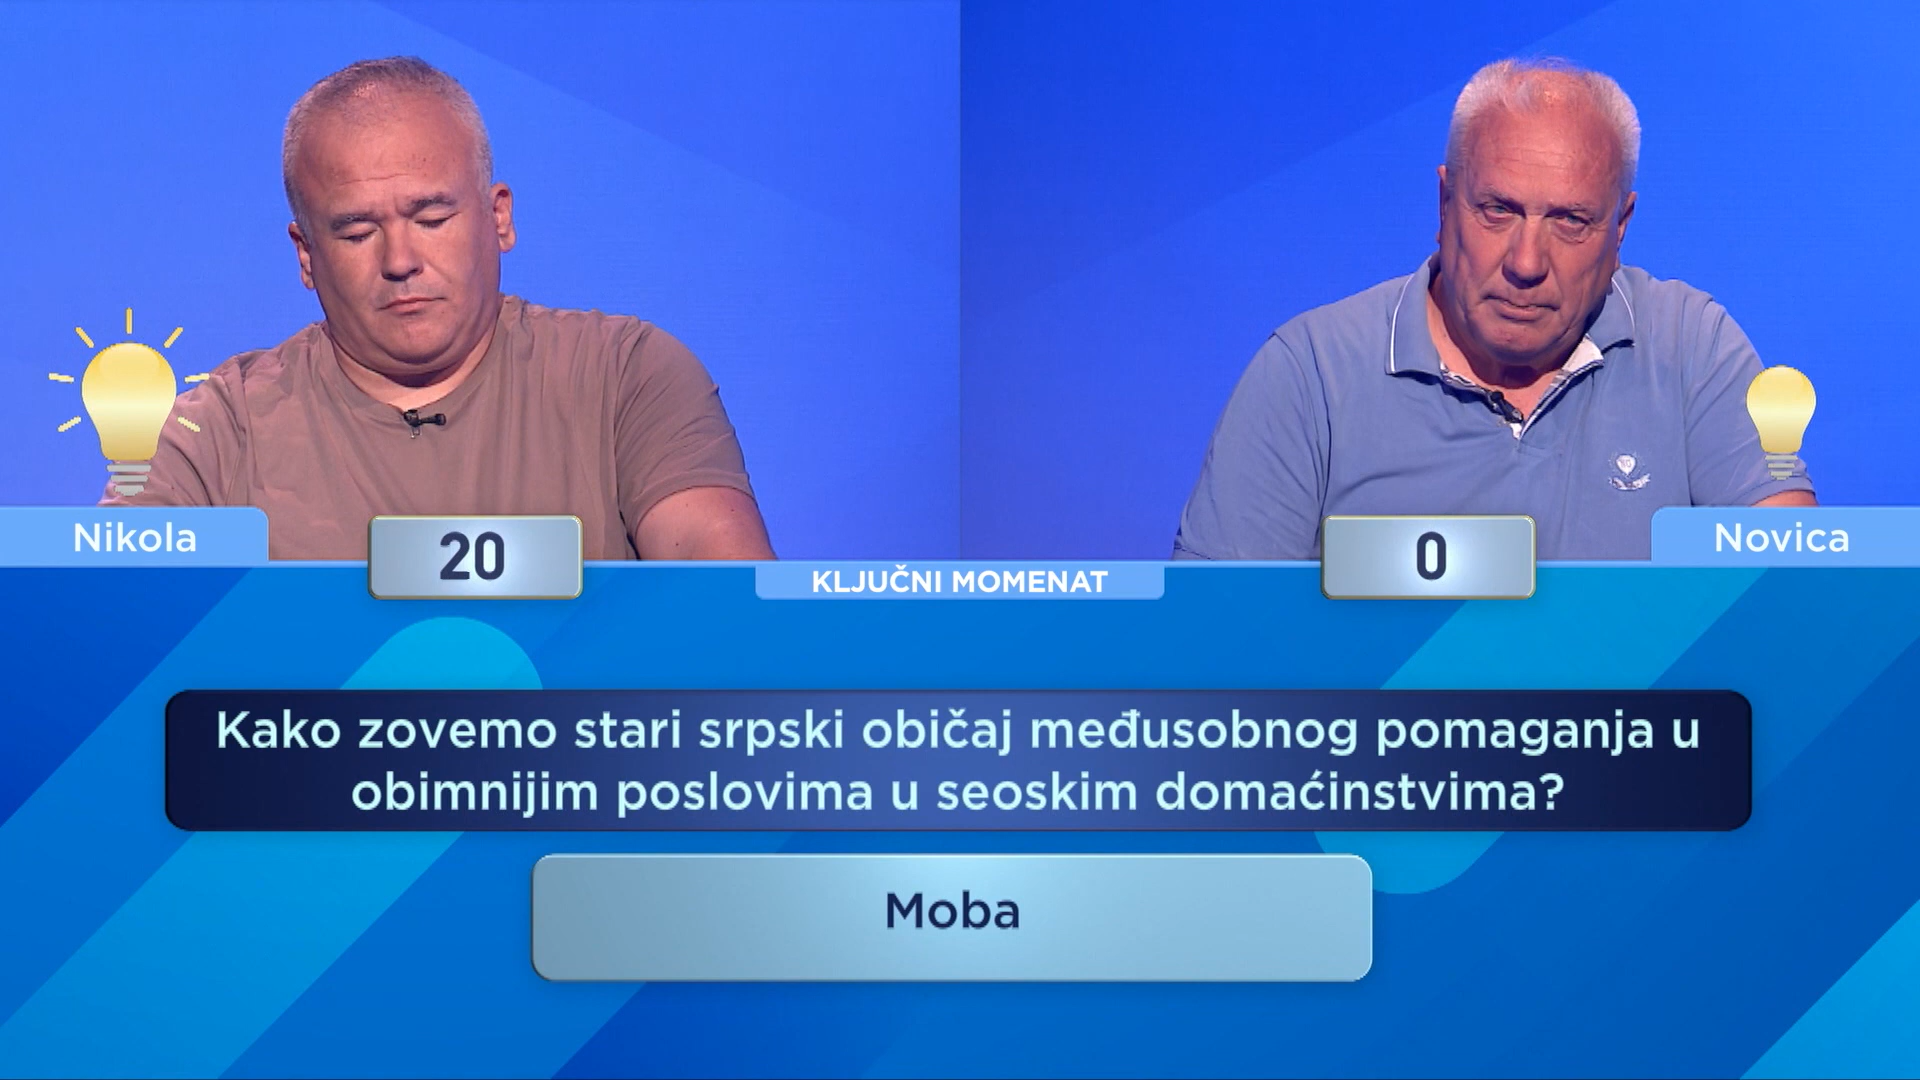 Nikola
20
KLJUČNI MOMENAT
0
Novica
Kako zovemo stari srpski običaj međusobnog pomaganja u
obimnijim poslovima u seoskim domaćinstvima?
Moba